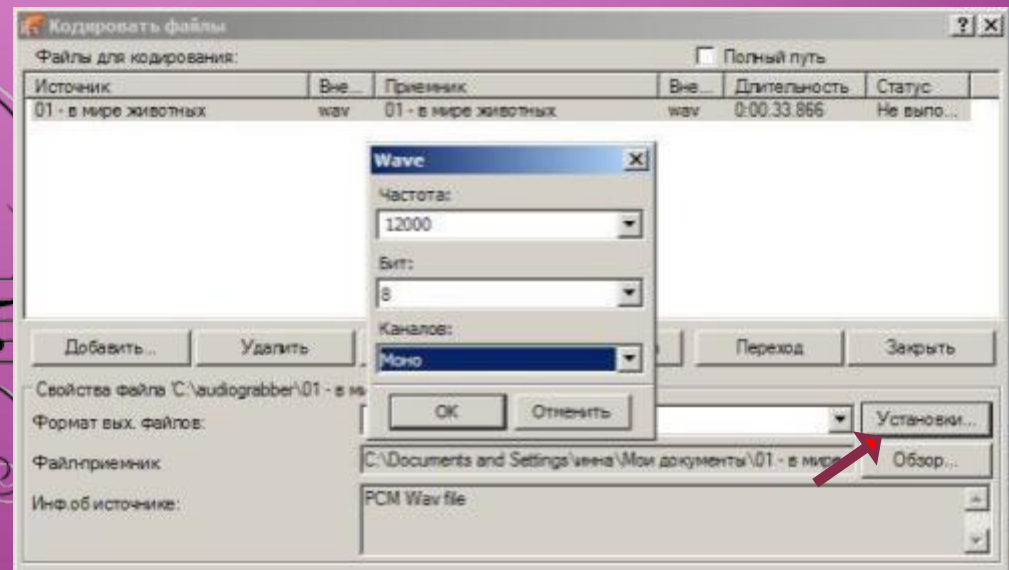 Кодировать файлы
Файлы для кодирования: Полный путь
Источник Вне... Приемник Вне... Длительность Статус
01 - в мире животных wav 01 - в мире животных wav 0:00.33.866 Не выпо...
Wave
Частота:
12000
Бит:
8
Каналов:
Моно
OK Отменить
Добавить... Удалить Переход Закрыть
Свойства файла 'C:\audiograbber\01 - в
Формат вых. файлов: Установки...
Файл-приемник C:\Documents and Settings\инна\Мои документы\01 - в мире Обзор...
Инф.об источнике: PCM Wav file